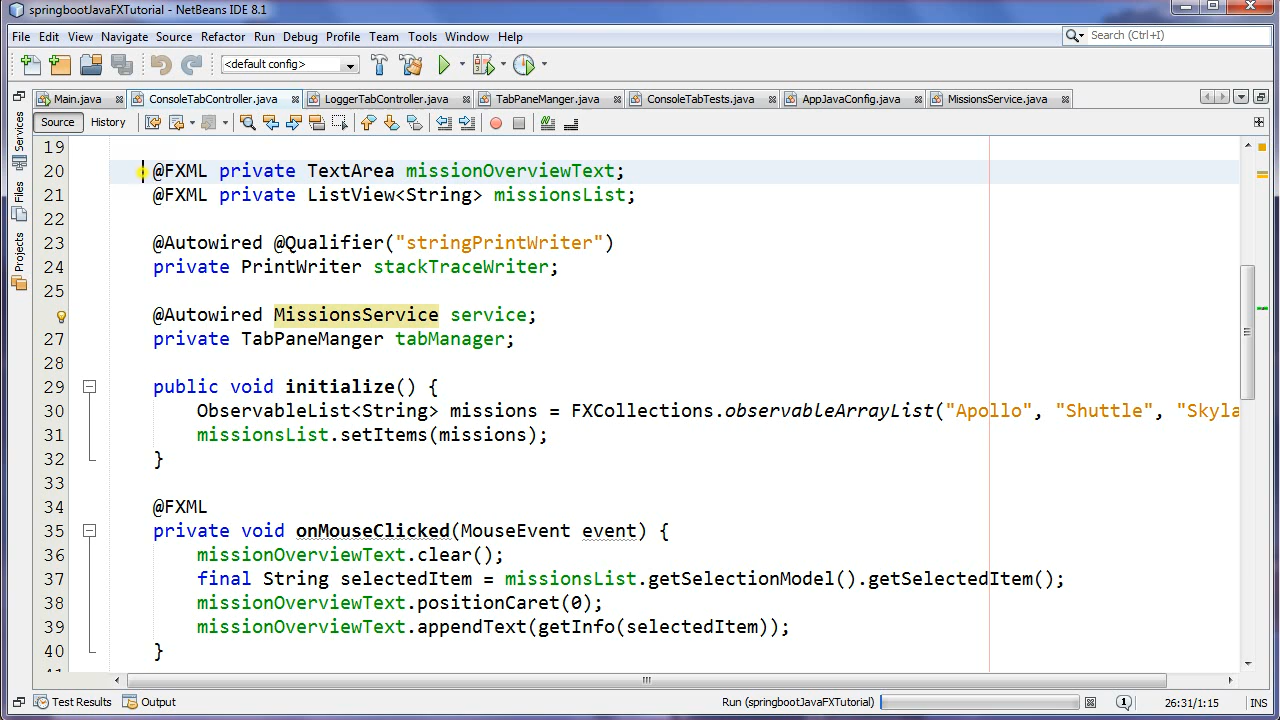 springbootJavaFXTutorial - NetBeans IDE 8.1
File Edit View Navigate Source Refactor Run Debug Profile Team Tools Window Help
Search (Ctrl+I)
<default config>
Main.java ConsoleTabController.java LoggerTabController.java TabPaneManger.java ConsoleTabTests.java AppJavaConfig.java MissionsService.java
Source History
Services
Files
Projects
19
20 @FXML private TextArea missionOverviewText;
21 @FXML private ListView<String> missionsList;
22
23 @Autowired @Qualifier("stringPrintWriter")
24 private PrintWriter stackTraceWriter;
25
@Autowired MissionsService service;
27 private TabPaneManger tabManager;
28
29 public void initialize() {
30 ObservableList<String> missions = FXCollections.observableArrayList("Apollo", "Shuttle", "Skyla
31 missionsList.setItems(missions);
32 }
33
34 @FXML
35 private void onMouseClicked(MouseEvent event) {
36 missionOverviewText.clear();
37 final String selectedItem = missionsList.getSelectionModel().getSelectedItem();
38 missionOverviewText.positionCaret(0);
39 missionOverviewText.appendText(getInfo(selectedItem));
40 }
Test Results Output Run (springbootJavaFXTutorial) 1 26:31/1:15 INS